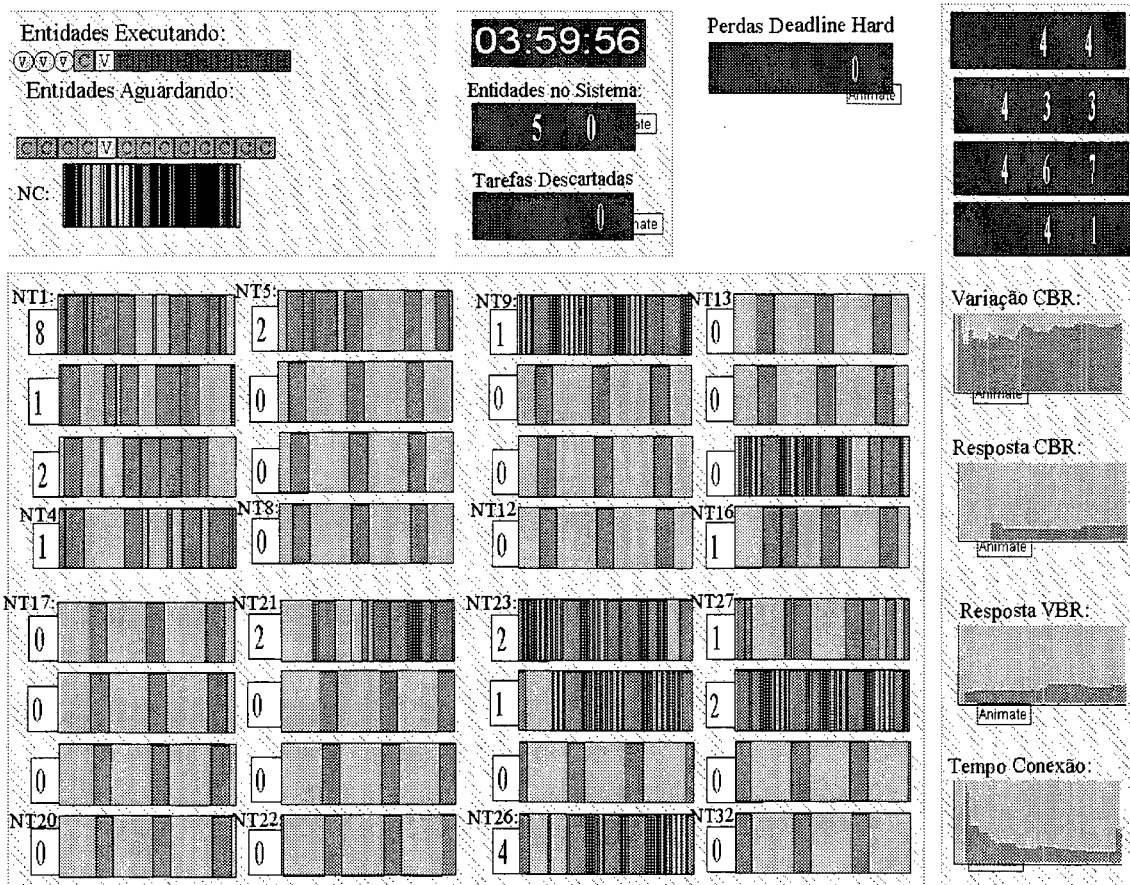 Entidades Executando:
V V V C V
Entidades Aguardando:
C C C C V C C C C C C C
NC:
03:59:56
Entidades no Sistema:
5 0
ate
Tarefas Descartadas
0
nate
Perdas Deadline Hard
0
Animate
4 4
4 3 3
4 6 7
4 1
Variação CBR:
Animate
Resposta CBR:
Animate
Resposta VBR:
Animate
Tempo Conexão:
NT1: NT5: NT9: NT13
8 2 1 0
1 0 0 0
2 0 0 0
NT4 NT8: NT12 NT16
1 0 0 1
NT17: NT21: NT23: NT27
0 2 2 1
0 0 1 2
0 0 0 0
NT20 NT22: NT26: NT32
0 0 4 0